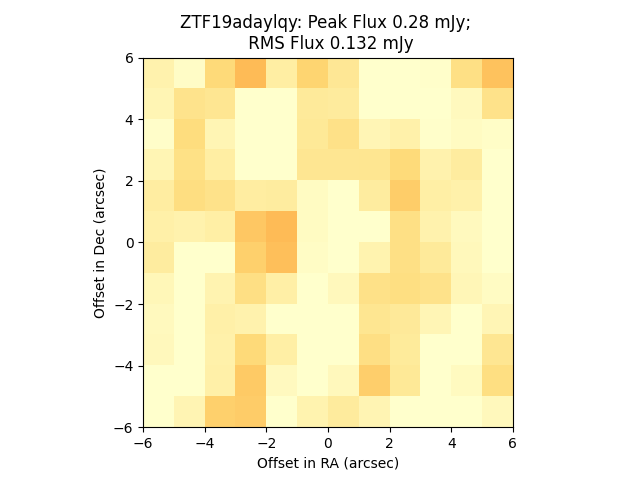 ZTF19adaylqy: Peak Flux 0.28 mJy;
RMS Flux 0.132 mJy
6
4
2
0
−2
−4
−6
Offset in Dec (arcsec)
−6 −4 −2 0 2 4 6
Offset in RA (arcsec)